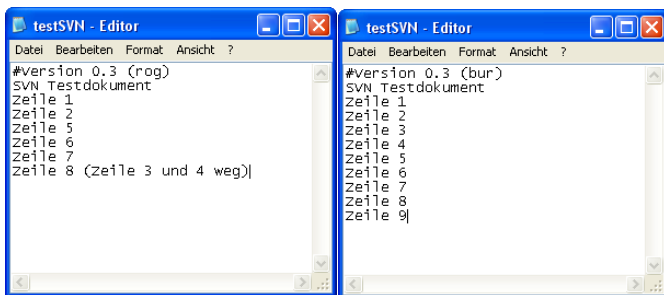 testSVN - Editor
Datei Bearbeiten Format Ansicht ?
#Version 0.3 (rog)
SVN Testdokument
Zeile 1
Zeile 2
Zeile 5
Zeile 6
Zeile 7
Zeile 8 (Zeile 3 und 4 weg)
testSVN - Editor
Datei Bearbeiten Format Ansicht ?
#Version 0.3 (bur)
SVN Testdokument
Zeile 1
Zeile 2
Zeile 3
Zeile 4
Zeile 5
Zeile 6
Zeile 7
Zeile 8
Zeile 9